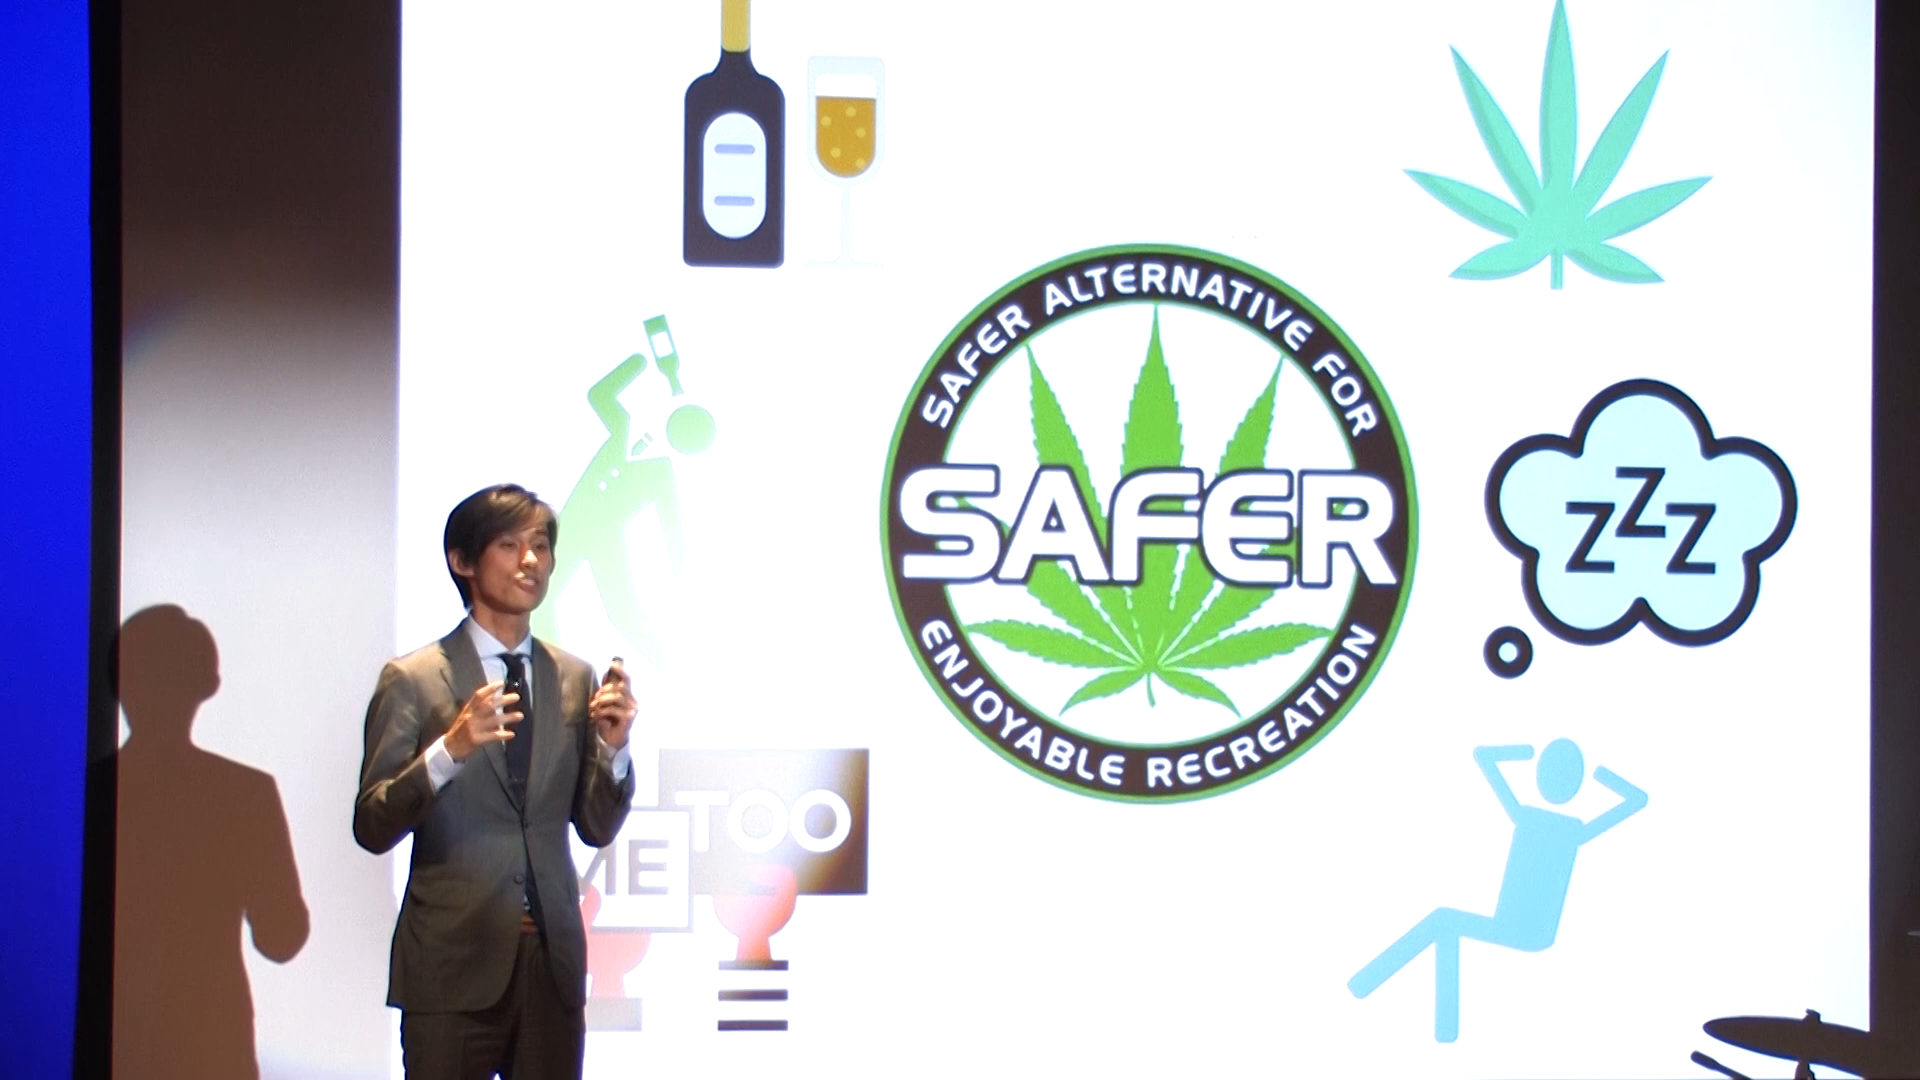 SAFER ALTERNATIVE FOR
SAFER
ENJOYABLE RECREATION
zZz
ME
TOO